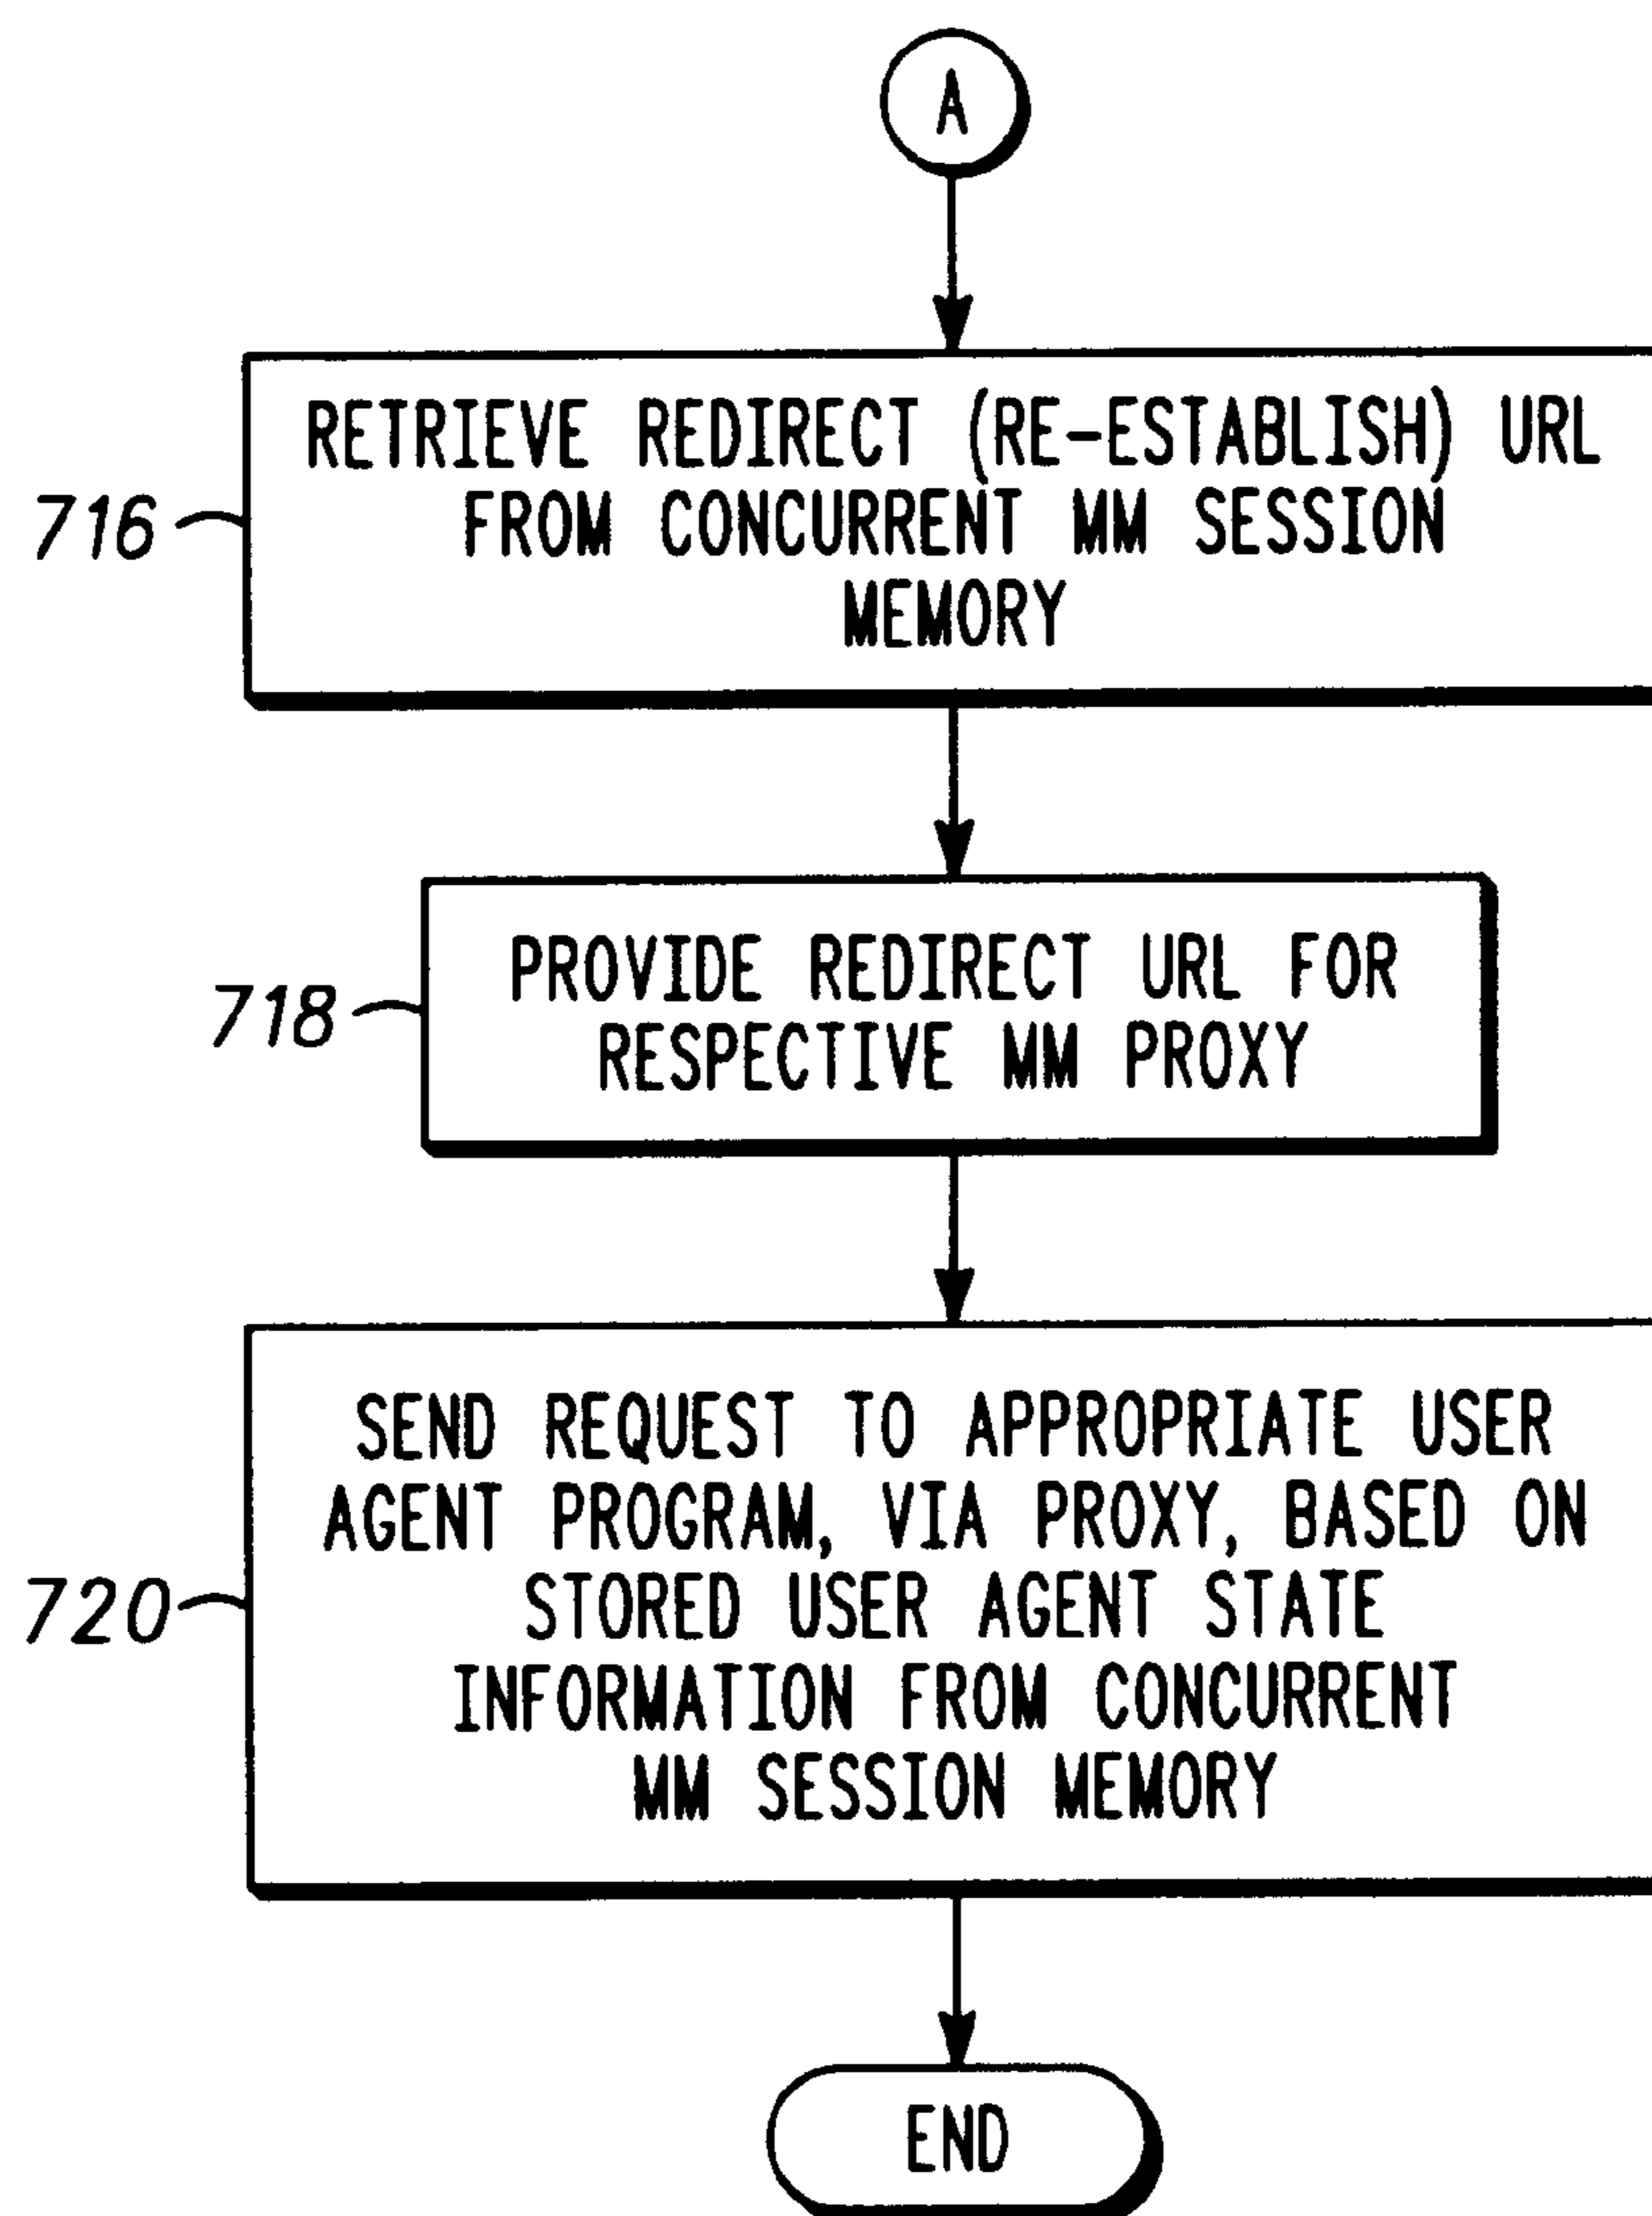 A
RETRIEVE REDIRECT (RE-ESTABLISH) URL
FROM CONCURRENT MM SESSION
MEMORY
716
PROVIDE REDIRECT URL FOR
RESPECTIVE MM PROXY
718
SEND REQUEST TO APPROPRIATE USER
AGENT PROGRAM, VIA PROXY, BASED ON
STORED USER AGENT STATE
INFORMATION FROM CONCURRENT
MM SESSION MEMORY
720
END